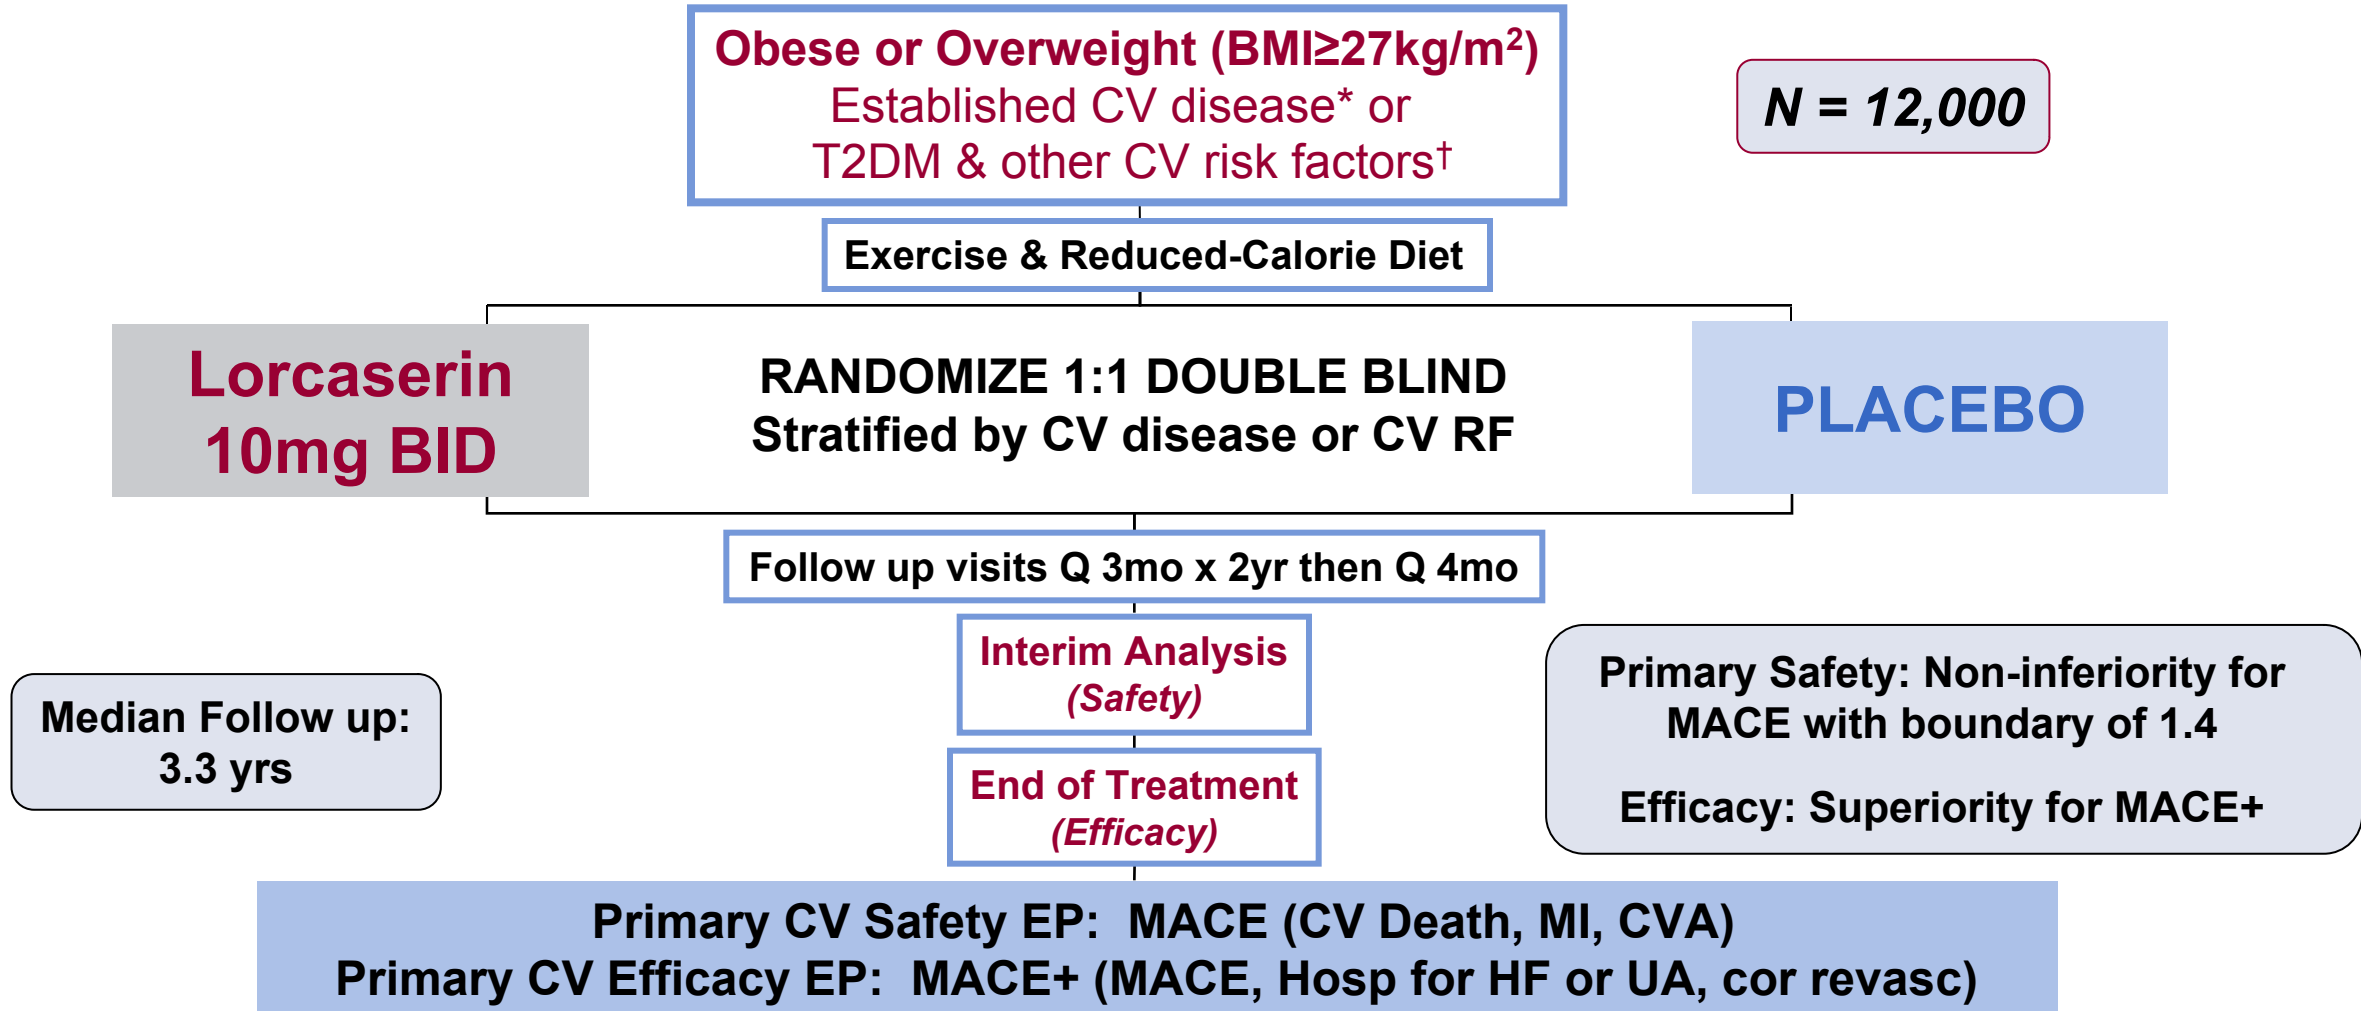 Obese or Overweight (BMI≥27kg/m²)
Established CV disease* or
T2DM & other CV risk factors†
N = 12,000
Exercise & Reduced-Calorie Diet
Lorcaserin
10mg BID
RANDOMIZE 1:1 DOUBLE BLIND
Stratified by CV disease or CV RF
PLACEBO
Follow up visits Q 3mo x 2yr then Q 4mo
Interim Analysis
(Safety)
Median Follow up:
3.3 yrs
End of Treatment
(Efficacy)
Primary Safety: Non-inferiority for
MACE with boundary of 1.4
Efficacy: Superiority for MACE+
Primary CV Safety EP: MACE (CV Death, MI, CVA)
Primary CV Efficacy EP: MACE+ (MACE, Hosp for HF or UA, cor revasc)